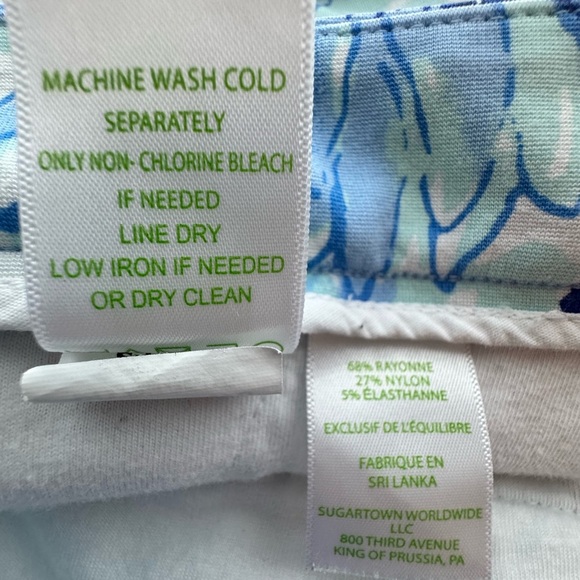 MACHINE WASH COLD
SEPARATELY
ONLY NON- CHLORINE BLEACH
IF NEEDED
LINE DRY
LOW IRON IF NEEDED
OR DRY CLEAN
68% RAYONNE
27% NYLON
5% ÉLASTHANNE
EXCLUSIF DE L'ÉQUILIBRE
FABRIQUE EN
SRI LANKA
SUGARTOWN WORLDWIDE
LLC
800 THIRD AVENUE
KING OF PRUSSIA, PA